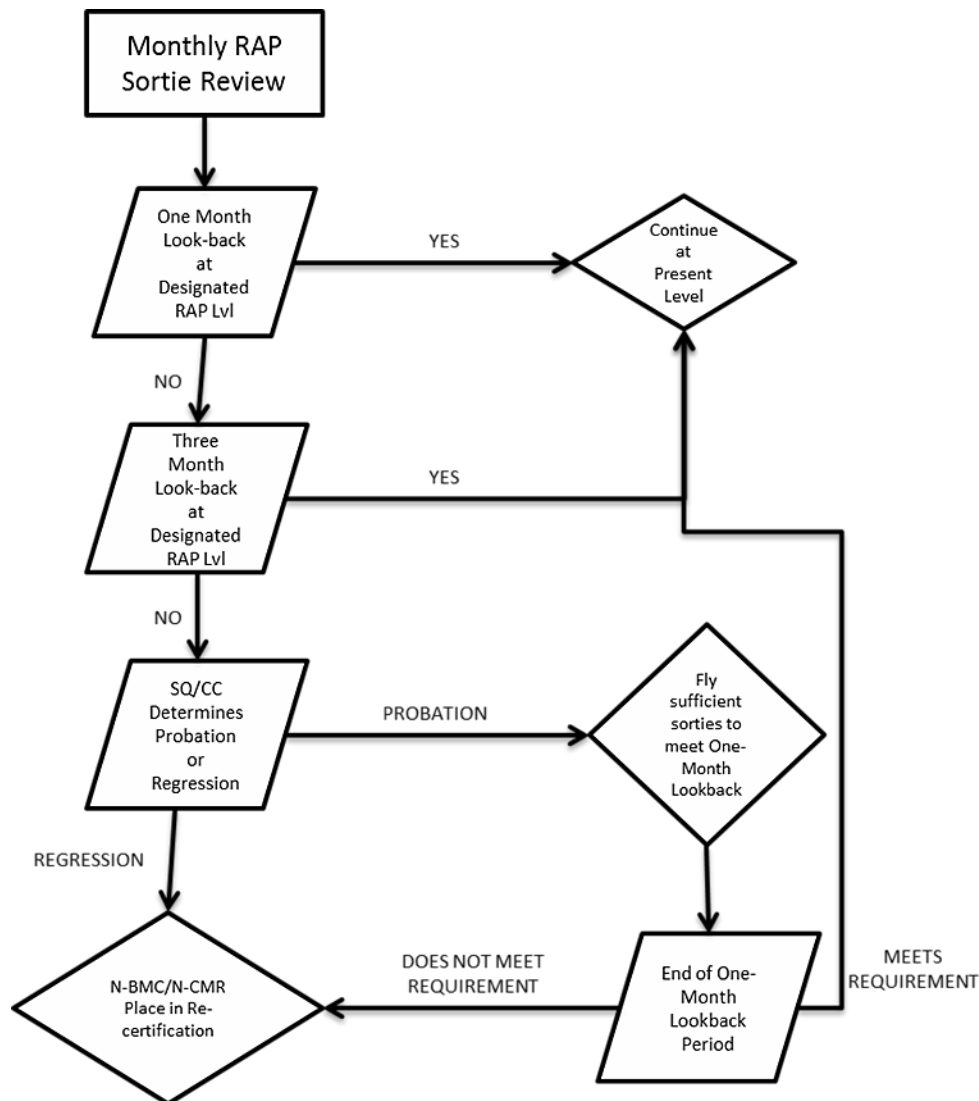 Monthly RAP
Sortie Review
One Month
Look-back
at
Designated
RAP Lvl
YES
Continue
at
Present
Level
NO
Three
Month
Look-back
at
Designated
RAP Lvl
YES
NO
SQ/CC
Determines
Probation
or
Regression
PROBATION
Fly
sufficient
sorties to
meet One-
Month
Lookback
REGRESSION
N-BMC/N-CMR
Place in Re-
certification
DOES NOT MEET
REQUIREMENT
End of One-
Month
Lookback
Period
MEETS
REQUIREMENT